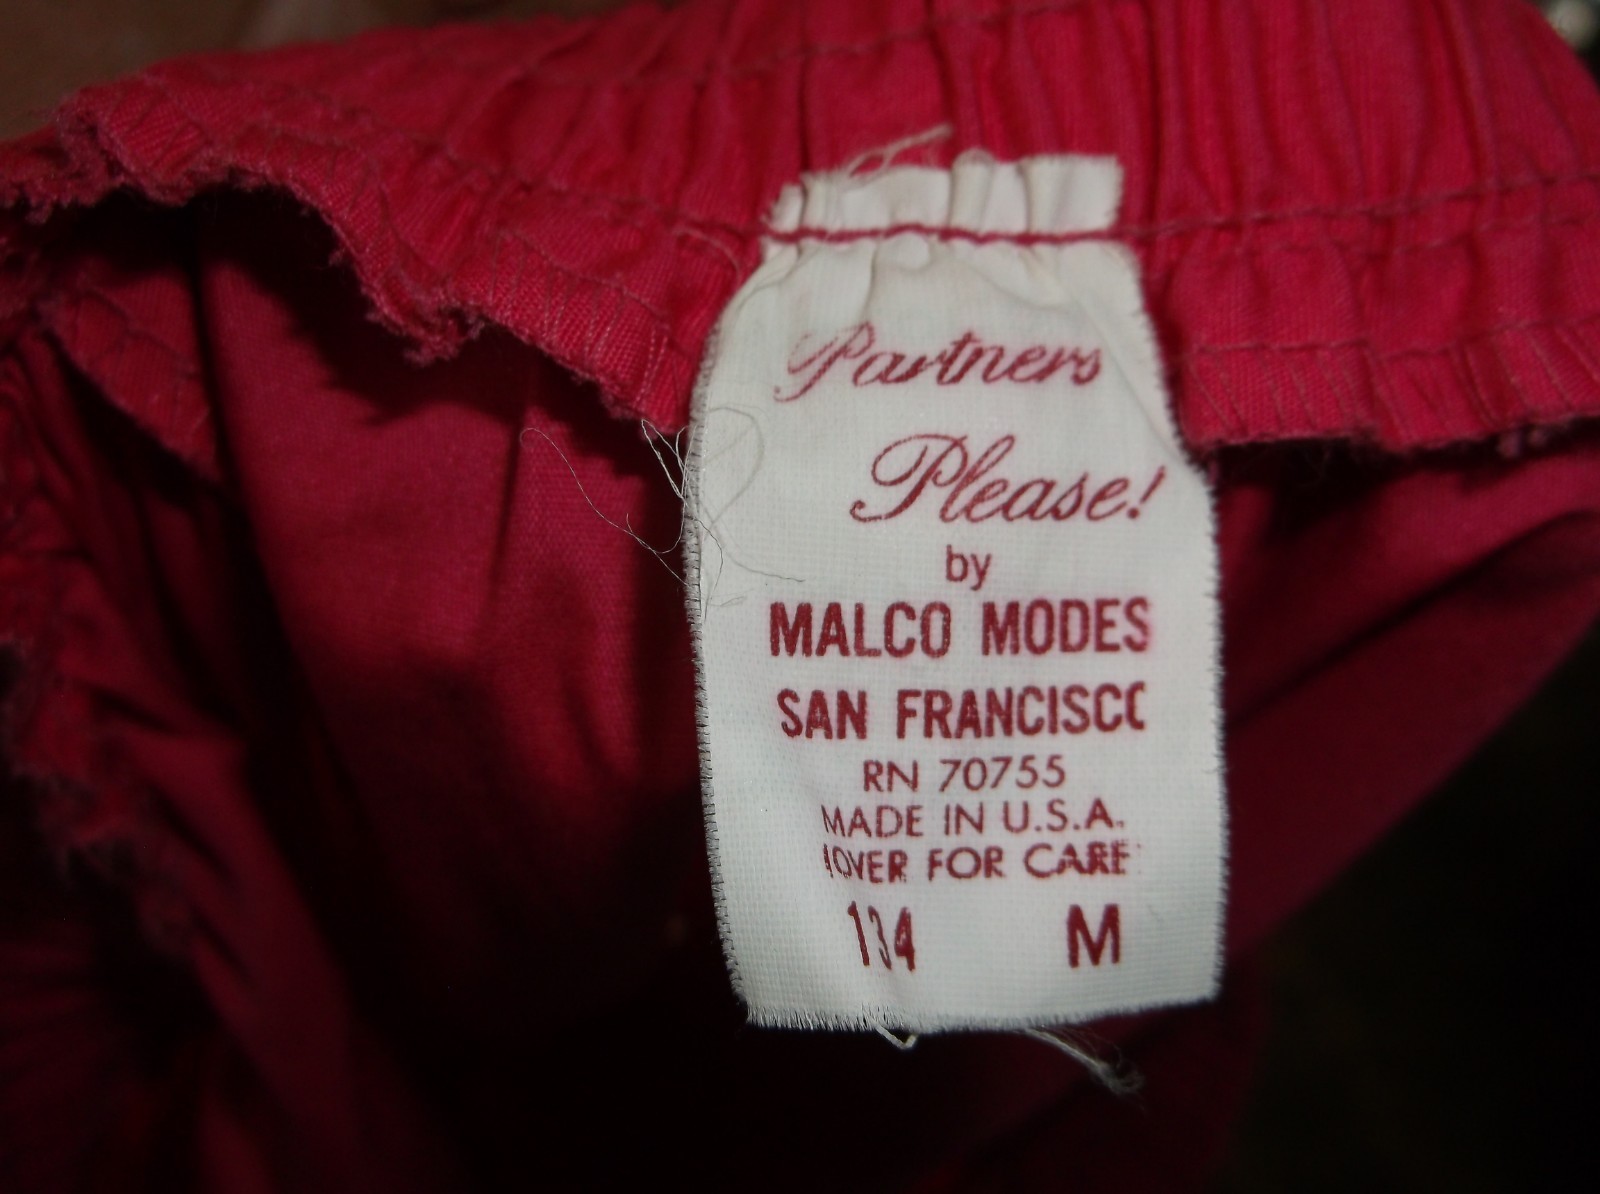 Partners
Please!
by
MALCO MODES
SAN FRANCISCO
RN 70755
MADE IN U.S.A.
(OVER FOR CARE)
134 M